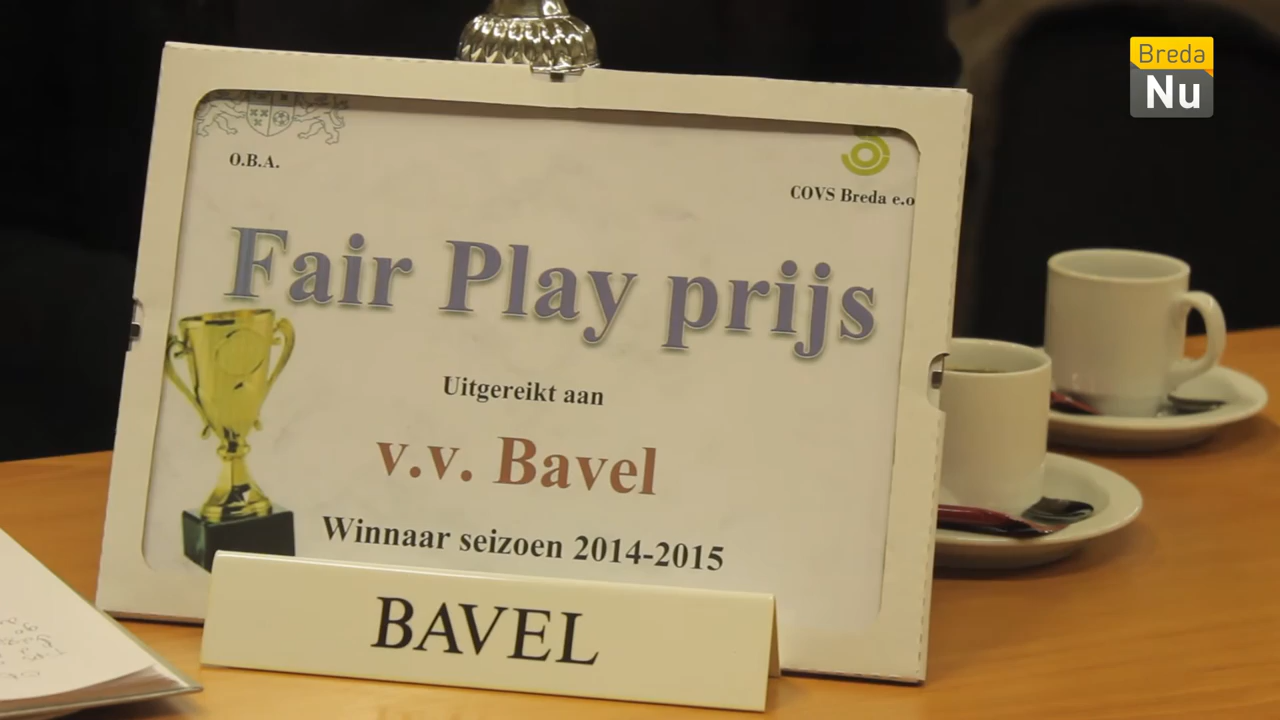 Breda
Nu
O.B.A.
COVS Breda e.o
Fair Play prijs
Uitgereikt aan
v.v. Bavel
Winnaar seizoen 2014-2015
BAVEL